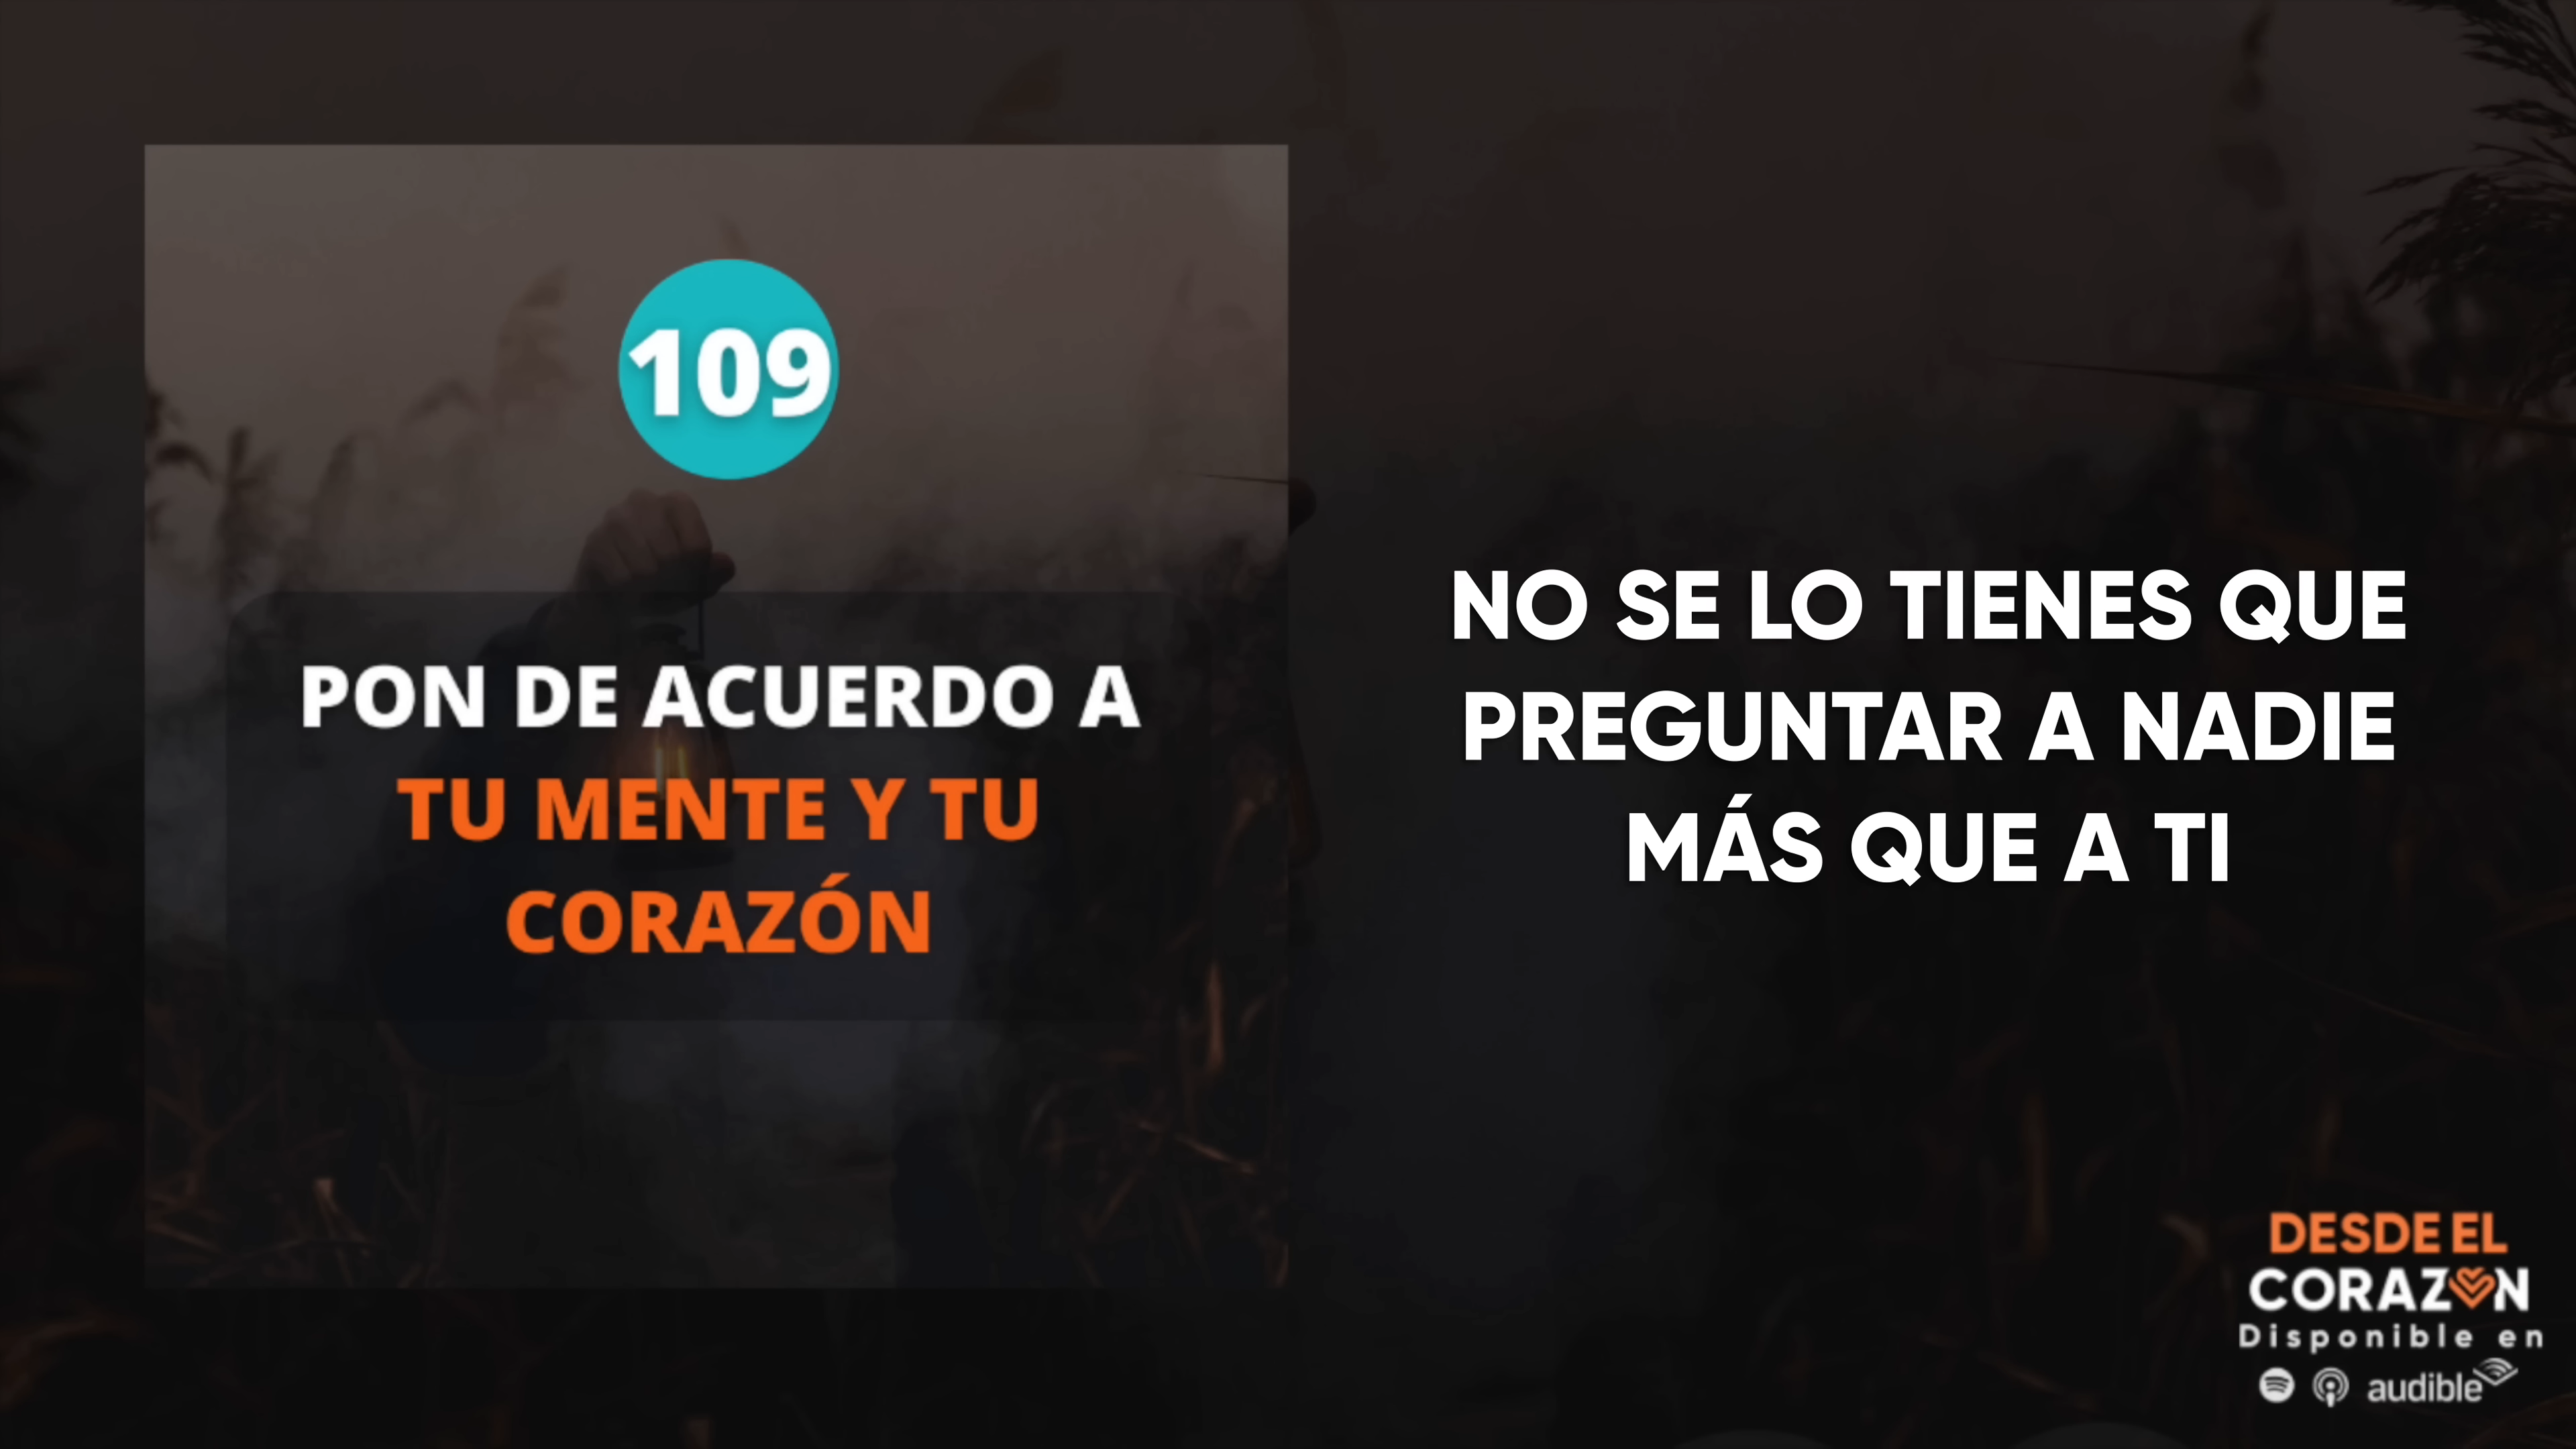 109
PON DE ACUERDO A
TU MENTE Y TU
CORAZÓN
NO SE LO TIENES QUE
PREGUNTAR A NADIE
MÁS QUE A TI
DESDE EL
CORAZÓN
Disponible en
audible